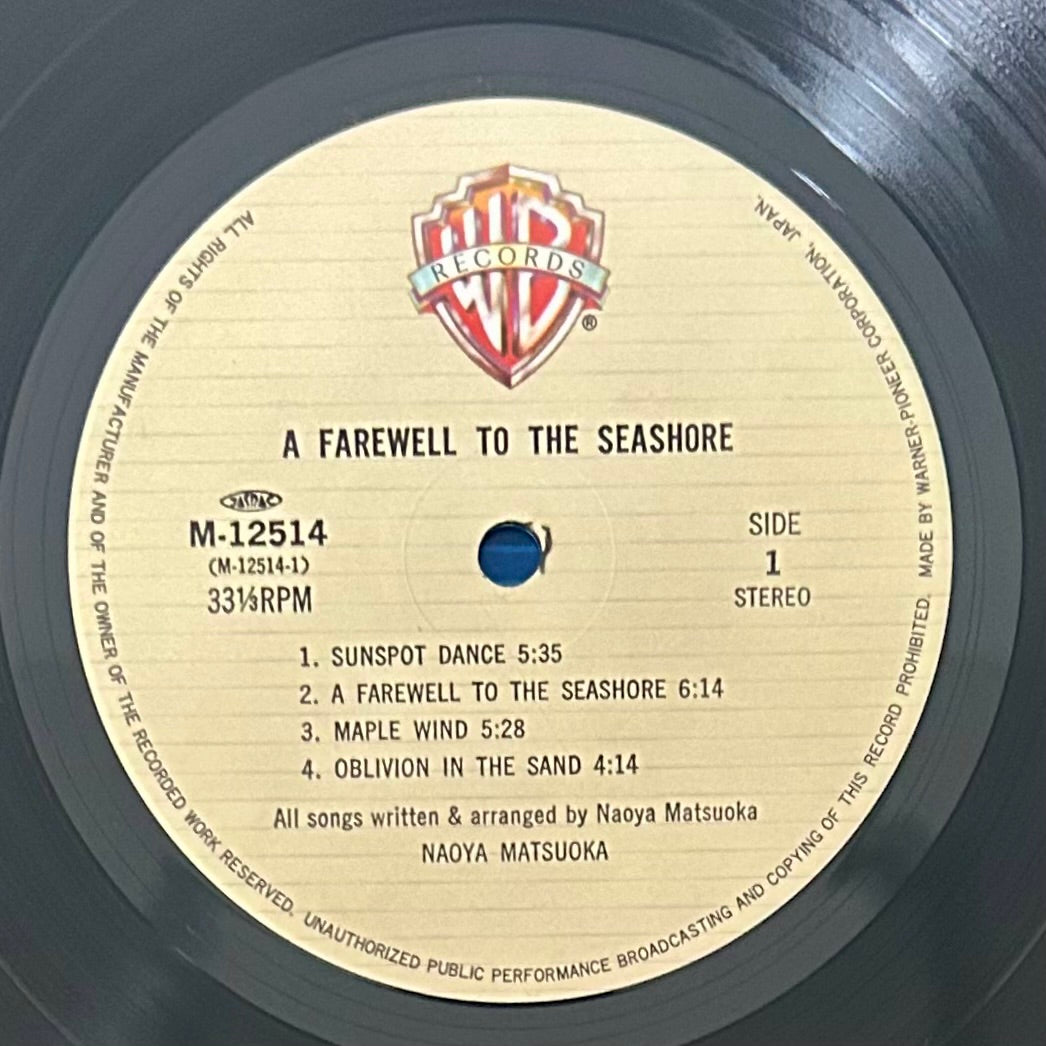 WB
RECORDS
®
A FAREWELL TO THE SEASHORE
JASRAC
M-12514
(M-12514-1)
33⅓RPM
SIDE
1
STEREO
1. SUNSPOT DANCE 5:35
2. A FAREWELL TO THE SEASHORE 6:14
3. MAPLE WIND 5:28
4. OBLIVION IN THE SAND 4:14
All songs written & arranged by Naoya Matsuoka
NAOYA MATSUOKA
ALL RIGHTS OF THE MANUFACTURER AND OF THE OWNER OF THE RECORDED WORK RESERVED. UNAUTHORIZED PUBLIC PERFORMANCE BROADCASTING AND COPYING OF THIS RECORD PROHIBITED. MADE BY WARNER-PIONEER CORPORATION, JAPAN.